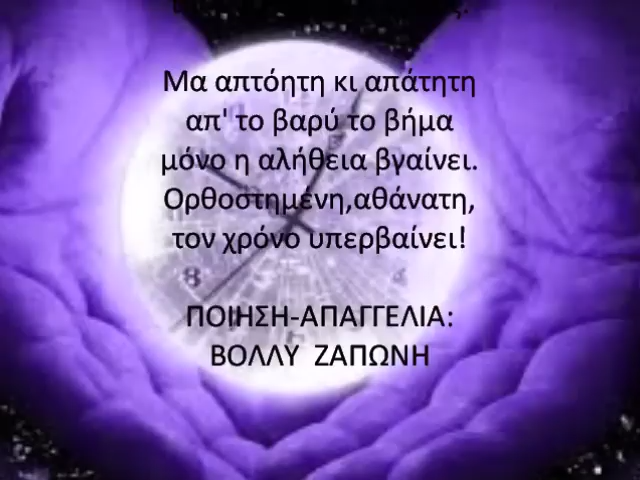 Μα απτόητη κι απάτητη
απ' το βαρύ το βήμα
μόνο η αλήθεια βγαίνει.
Ορθοστημένη,αθάνατη,
τον χρόνο υπερβαίνει!
ΠΟΙΗΣΗ-ΑΠΑΓΓΕΛΙΑ:
ΒΟΛΛΥ ΖΑΠΩΝΗ
8